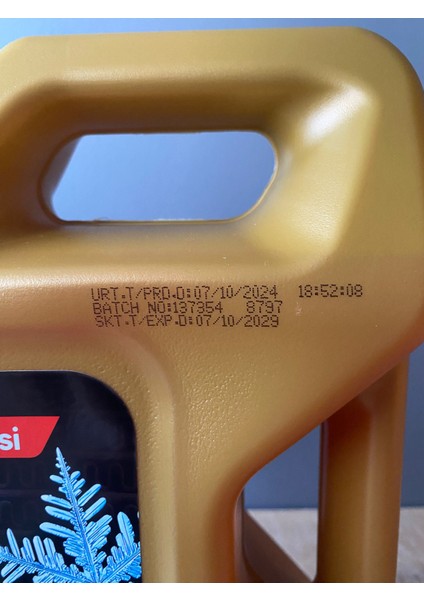 URT.T/PRD.D:07/10/2024 18:52:08
BATCH NO:137354 8797
SKT.T/EXP.D:07/10/2029
si